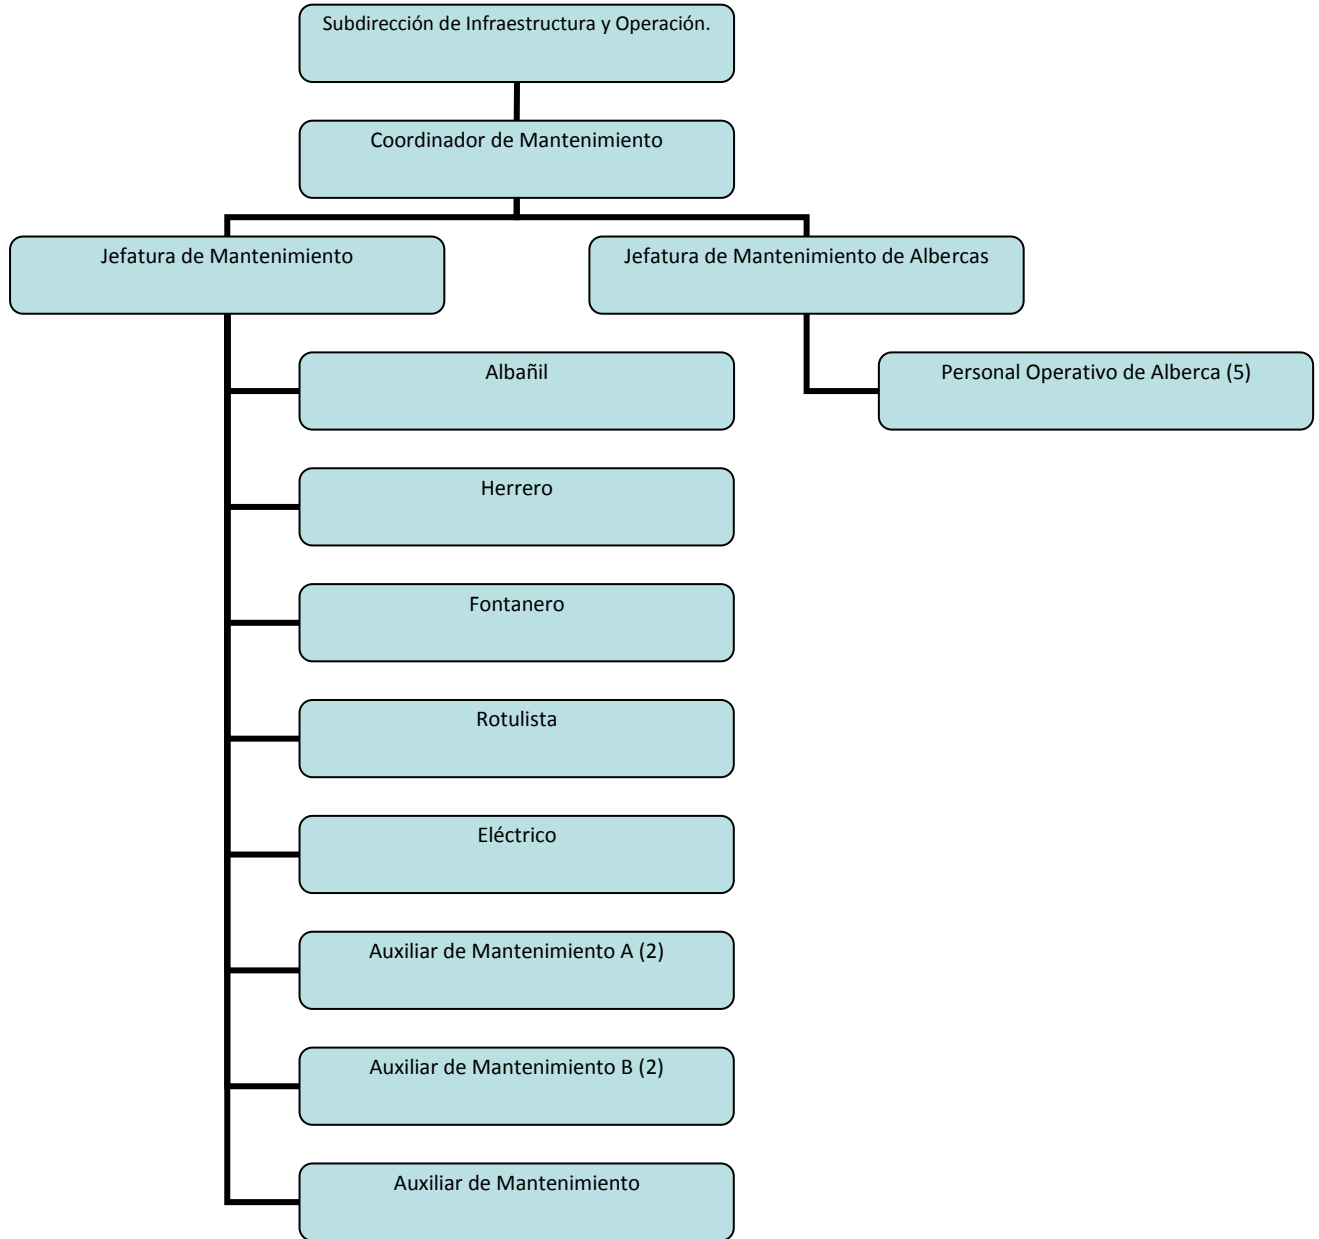 Subdirección de Infraestructura y Operación.
Coordinador de Mantenimiento
Jefatura de Mantenimiento
Jefatura de Mantenimiento de Albercas
Albañil
Personal Operativo de Alberca (5)
Herrero
Fontanero
Rotulista
Eléctrico
Auxiliar de Mantenimiento A (2)
Auxiliar de Mantenimiento B (2)
Auxiliar de Mantenimiento